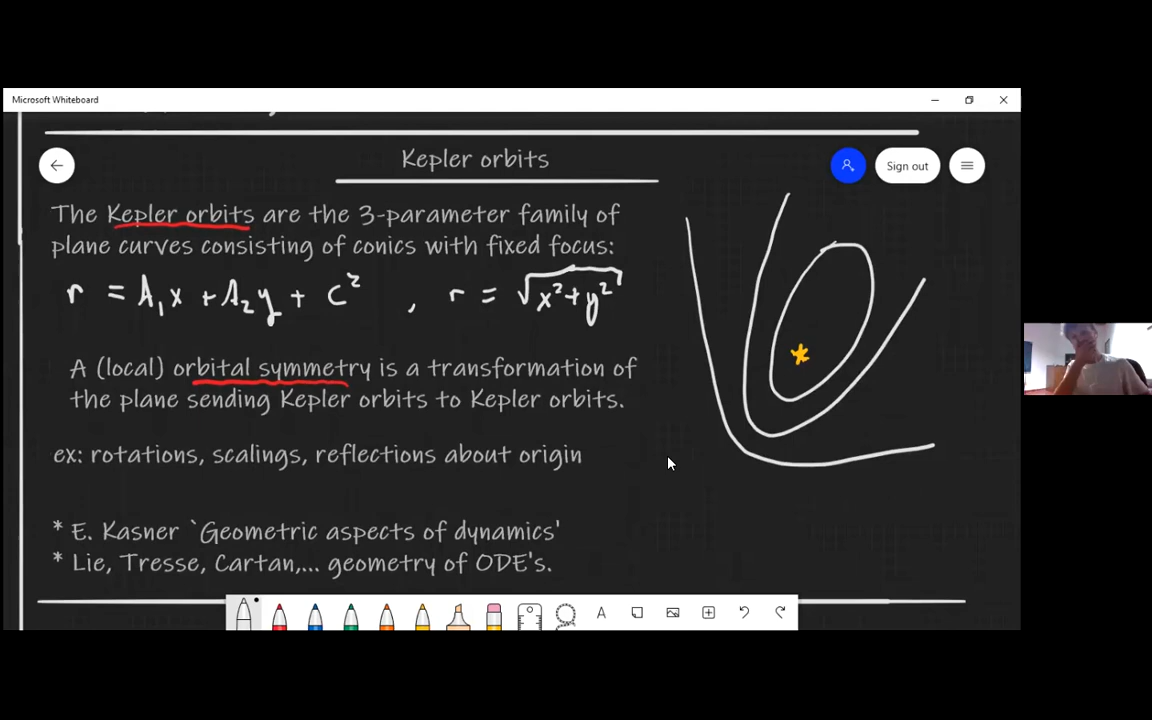 Microsoft Whiteboard
Kepler orbits
Sign out
The Kepler orbits are the 3-parameter family of
plane curves consisting of conics with fixed focus:
r = A₁x + A₂y + c² , r = √(x²+y²)
A (local) orbital symmetry is a transformation of
the plane sending Kepler orbits to Kepler orbits.
ex: rotations, scalings, reflections about origin
* E. Kasner `Geometric aspects of dynamics'
* Lie, Tresse, Cartan,... geometry of ODE's.
A